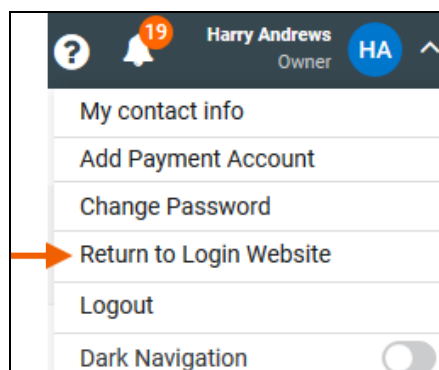 ?
19
Harry Andrews
Owner
HA
My contact info
Add Payment Account
Change Password
Return to Login Website
Logout
Dark Navigation